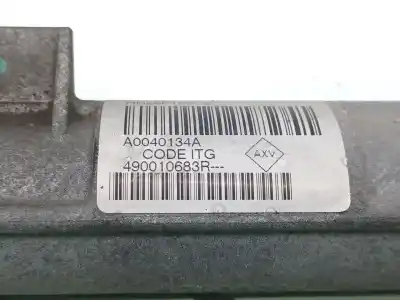 A0040134A
CODE ITG
AXV
490010683R---